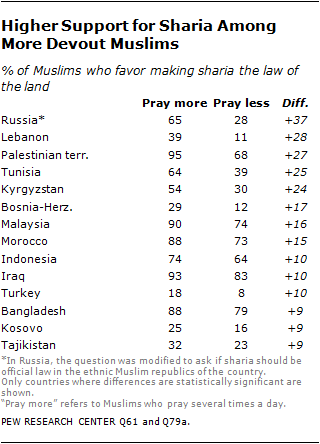 Higher Support for Sharia Among
More Devout Muslims
% of Muslims who favor making sharia the law of
the land
Pray more Pray less Diff.
Russia* 65 28 +37
Lebanon 39 11 +28
Palestinian terr. 95 68 +27
Tunisia 64 39 +25
Kyrgyzstan 54 30 +24
Bosnia-Herz. 29 12 +17
Malaysia 90 74 +16
Morocco 88 73 +15
Indonesia 74 64 +10
Iraq 93 83 +10
Turkey 18 8 +10
Bangladesh 88 79 +9
Kosovo 25 16 +9
Tajikistan 32 23 +9
*In Russia, the question was modified to ask if sharia should be
official law in the ethnic Muslim republics of the country.
Only countries where differences are statistically significant are
shown.
"Pray more" refers to Muslims who pray several times a day.
PEW RESEARCH CENTER Q61 and Q79a.